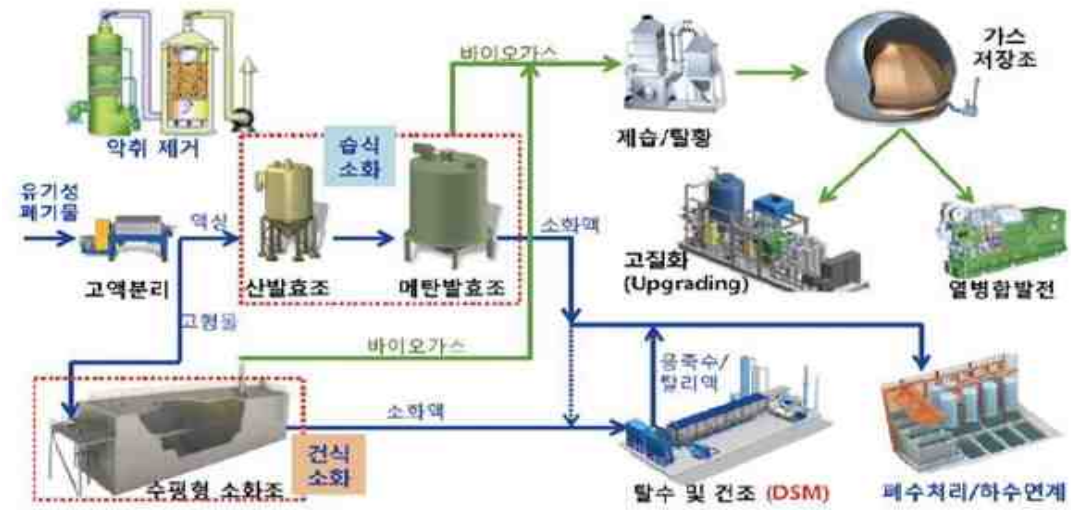 바이오가스
가스
저장조
습식
소화
악취 제거
제습/탈황
유기성
폐기물
액상
소화액
고액분리
산발효조
메탄발효조
고질화
(Upgrading)
열병합발전
고형물
바이오가스
응축수/
탈리액
소화액
건식
소화
수평형 소화조
탈수 및 건조 (DSM)
폐수처리/하수연계